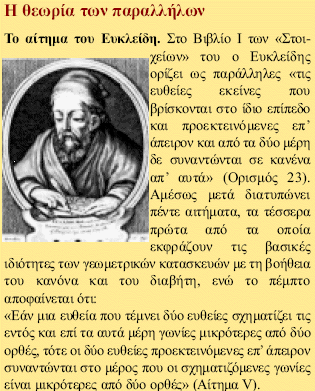 Η θεωρία των παραλλήλων
Το αίτημα του Ευκλείδη. Στο Βιβλίο Ι των «Στοι-
χείων» του ο Ευκλείδης
ορίζει ως παράλληλες «τις
ευθείες εκείνες που
βρίσκονται στο ίδιο επίπεδο
και προεκτεινόμενες επ’
άπειρον και από τα δύο μέρη
δε συναντώνται σε κανένα
απ’ αυτά» (Ορισμός 23).
Αμέσως μετά διατυπώνει
πέντε αιτήματα, τα τέσσερα
πρώτα από τα οποία
εκφράζουν τις βασικές
ιδιότητες των γεωμετρικών κατασκευών με τη βοήθεια
του κανόνα και του διαβήτη, ενώ το πέμπτο
αποφαίνεται ότι:
«Εάν μια ευθεία που τέμνει δύο ευθείες σχηματίζει τις
εντός και επί τα αυτά μέρη γωνίες μικρότερες από δύο
ορθές, τότε οι δύο ευθείες προεκτεινόμενες επ’ άπειρον
συναντώνται στο μέρος που οι σχηματιζόμενες γωνίες
είναι μικρότερες από δύο ορθές» (Αίτημα V).